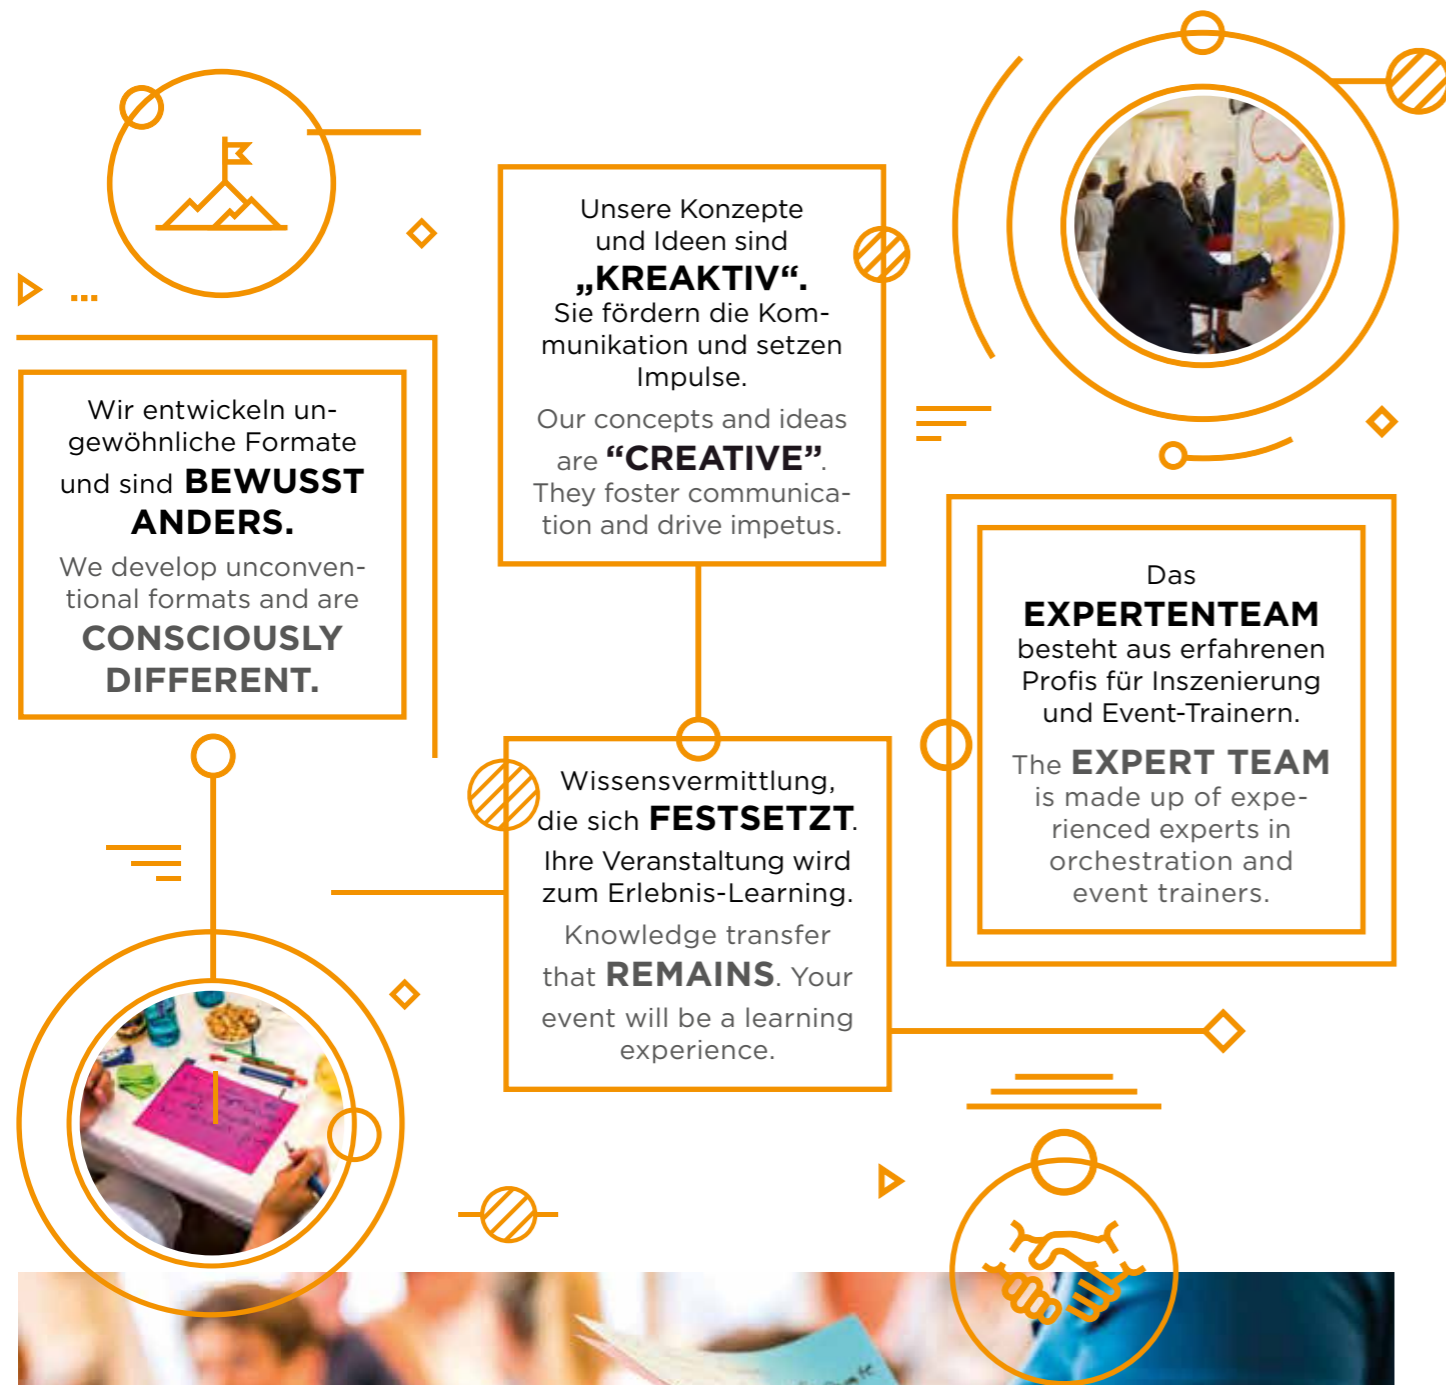 Wir entwickeln un-
gewöhnliche Formate
und sind BEWUSST
ANDERS.
We develop unconven-
tional formats and are
CONSCIOUSLY
DIFFERENT.
Unsere Konzepte
und Ideen sind
„KREAKTIV“.
Sie fördern die Kom-
munikation und setzen
Impulse.
Our concepts and ideas
are “CREATIVE”.
They foster communica-
tion and drive impetus.
Wissensvermittlung,
die sich FESTSETZT.
Ihre Veranstaltung wird
zum Erlebnis-Learning.
Knowledge transfer
that REMAINS. Your
event will be a learning
experience.
Das
EXPERTENTEAM
besteht aus erfahrenen
Profis für Inszenierung
und Event-Trainern.
The EXPERT TEAM
is made up of expe-
rienced experts in
orchestration and
event trainers.